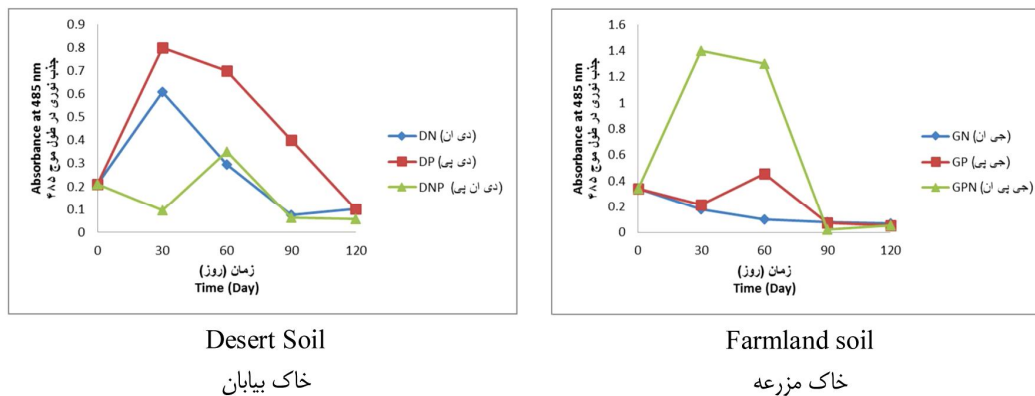 0.9
0.8
0.7
0.6
0.5
0.4
0.3
0.2
0.1
0
Absorbance at 485 nm
جذب نوری در طول موج ۴۸۵
0 30 60 90 120
زمان (روز)
Time (Day)
DN (دی ان)
DP (دی پی)
DNP (دی ان پی)
Desert Soil
خاک بیابان
1.6
1.4
1.2
1
0.8
0.6
0.4
0.2
0
Absorbance at 485 nm
جذب نوری در طول موج ۴۸۵
0 30 60 90 120
زمان (روز)
Time (Day)
GN (جی ان)
GP (جی پی)
GPN (جی پی ان)
Farmland soil
خاک مزرعه